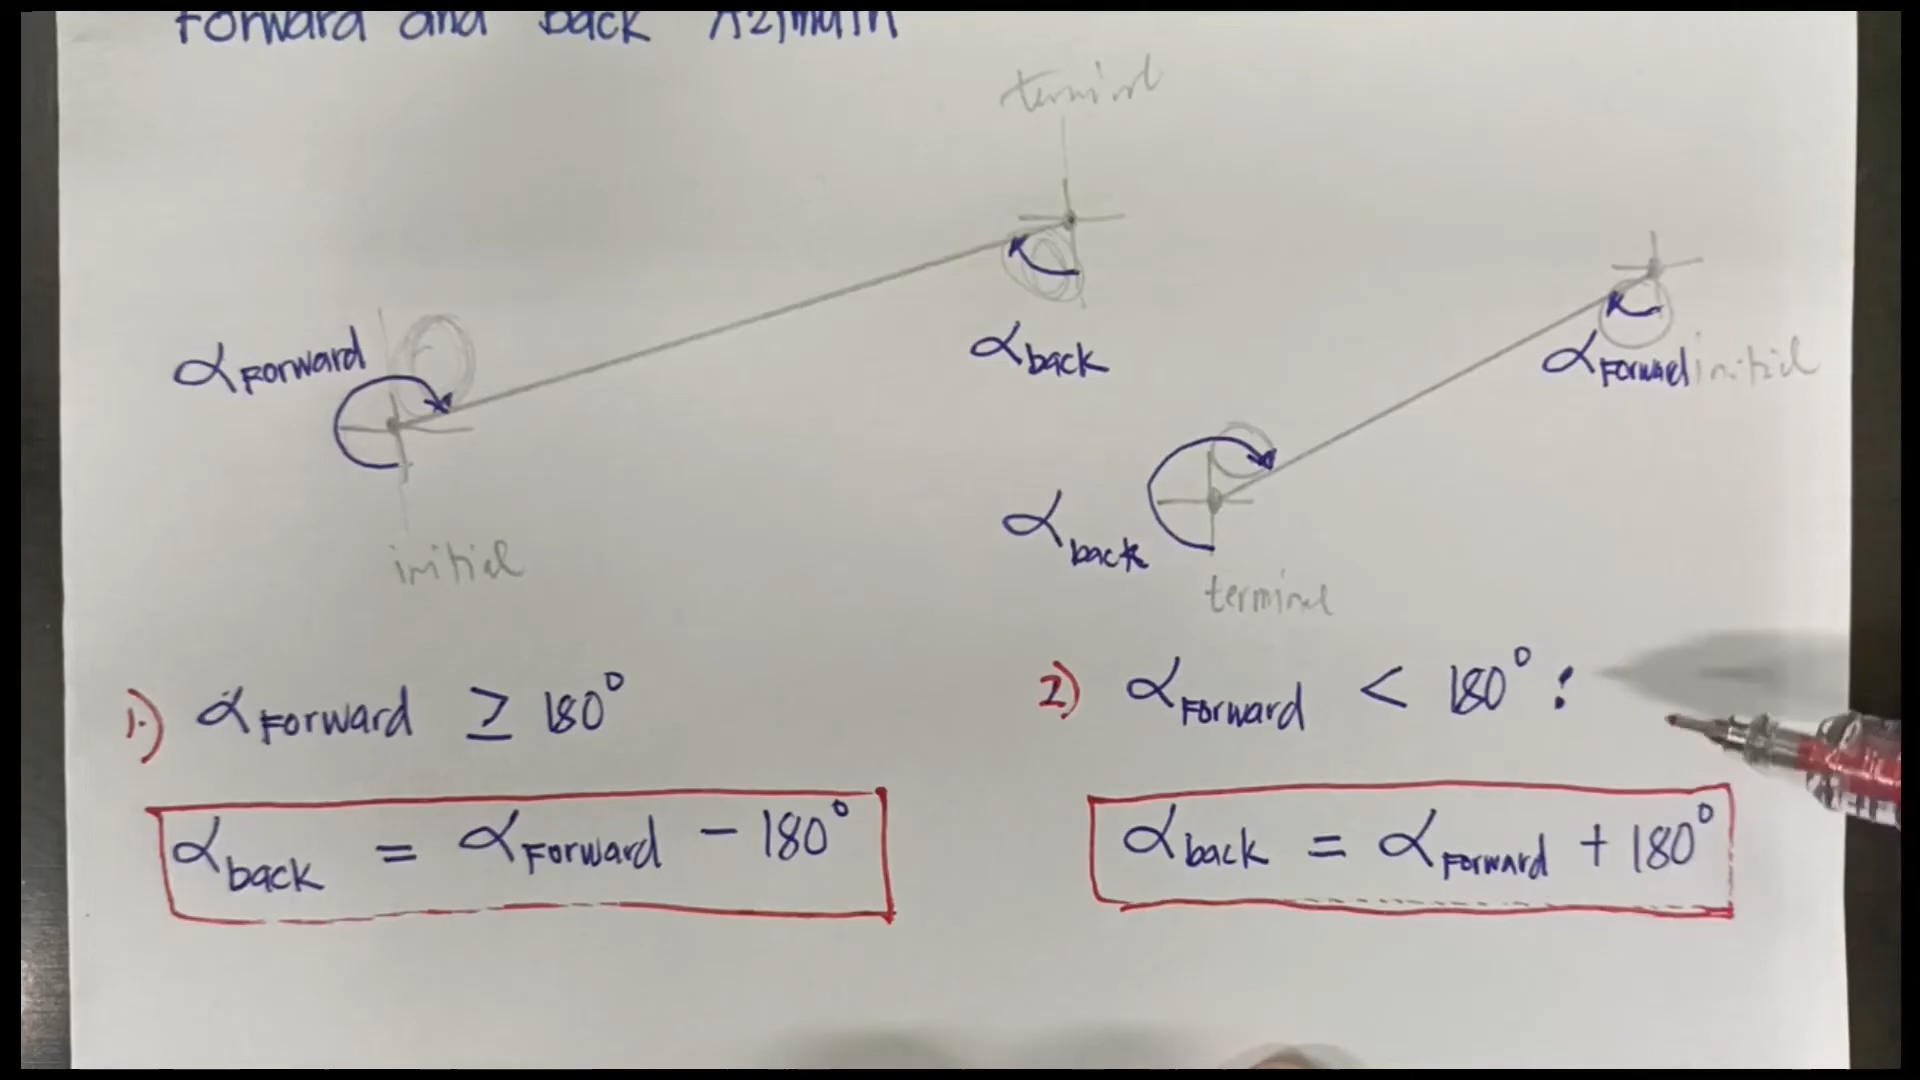 Forward and back Azimuth
terminal
α Forward
α back
α Forward initial
α back
initial
terminal
1.) α Forward ≥ 180°
2) α Forward < 180° :
α back = α Forward - 180°
α back = α Forward + 180°